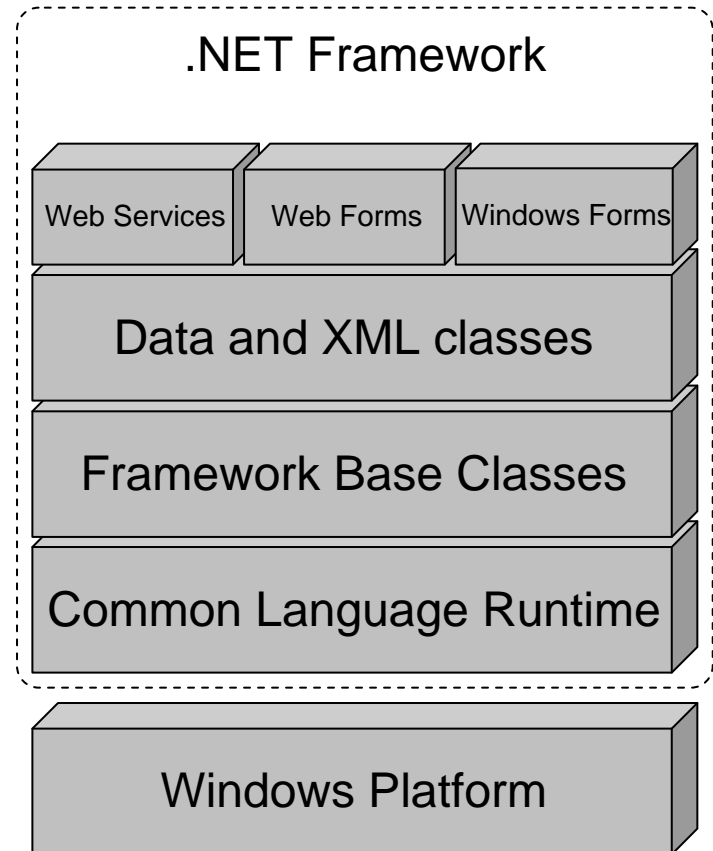 .NET Framework
Web Services
Web Forms
Windows Forms
Data and XML classes
Framework Base Classes
Common Language Runtime
Windows Platform